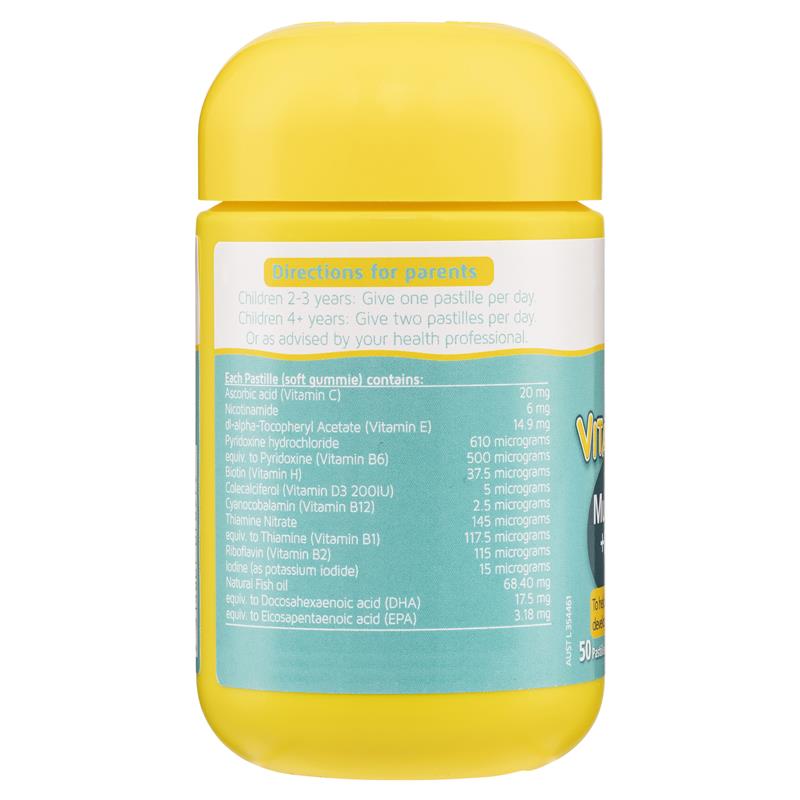 Directions for parents
Children 2-3 years: Give one pastille per day.
Children 4+ years: Give two pastilles per day.
Or as advised by your health professional.
Each Pastille (soft gummie) contains:
Ascorbic acid (Vitamin C) 20 mg
Nicotinamide 6 mg
dl-alpha-Tocopheryl Acetate (Vitamin E) 14.9 mg
Pyridoxine hydrochloride 610 micrograms
equiv. to Pyridoxine (Vitamin B6) 500 micrograms
Biotin (Vitamin H) 37.5 micrograms
Colecalciferol (Vitamin D3 200IU) 5 micrograms
Cyanocobalamin (Vitamin B12) 2.5 micrograms
Thiamine Nitrate 145 micrograms
equiv. to Thiamine (Vitamin B1) 117.5 micrograms
Riboflavin (Vitamin B2) 115 micrograms
Iodine (as potassium iodide) 15 micrograms
Natural Fish oil 68.40 mg
equiv. to Docosahexaenoic acid (DHA) 17.5 mg
equiv. to Eicosapentaenoic acid (EPA) 3.18 mg
AUST L 354461
50